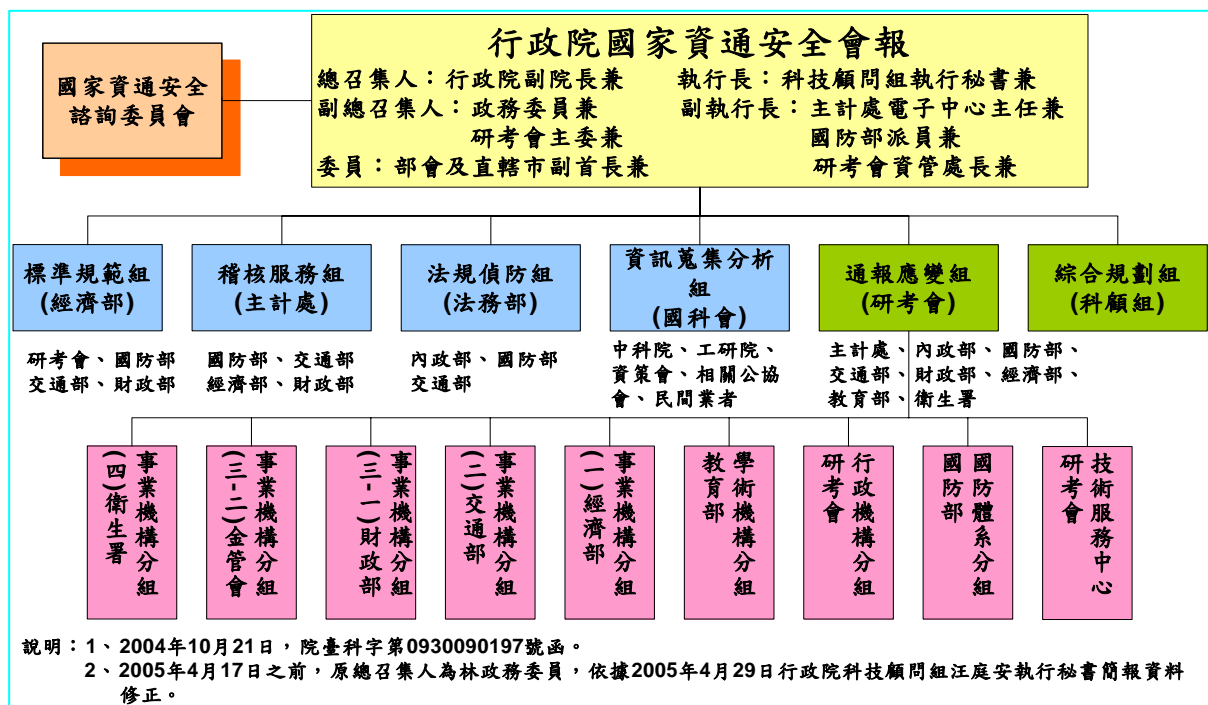 行政院國家資通安全會報
總召集人：行政院副院長兼
執行長：科技顧問組執行秘書兼
副總召集人：政務委員兼
副執行長：主計處電子中心主任兼
研考會主委兼
國防部派員兼
委員：部會及直轄市副首長兼
研考會資管處長兼
國家資通安全
諮詢委員會
標準規範組
(經濟部)
研考會、國防部
交通部、財政部
稽核服務組
(主計處)
國防部、交通部
經濟部、財政部
法規偵防組
(法務部)
內政部、國防部
交通部
資訊蒐集分析
組
(國科會)
中科院、工研院、
資策會、相關公協
會、民間業者
通報應變組
(研考會)
主計處、內政部、國防部、
交通部、財政部、經濟部、
教育部、衛生署
綜合規劃組
(科顧組)
事業機構分組
(四)衛生署
事業機構分組
(三-二)金管會
事業機構分組
(三-一)財政部
事業機構分組
(二)交通部
事業機構分組
(一)經濟部
學術機構分組
教育部
行政機構分組
研考會
國防體系分組
國防部
技術服務中心
研考會
說明：1、2004年10月21日，院臺科字第0930090197號函。
2、2005年4月17日之前，原總召集人為林政務委員，依據2005年4月29日行政院科技顧問組汪庭安執行秘書簡報資料
修正。